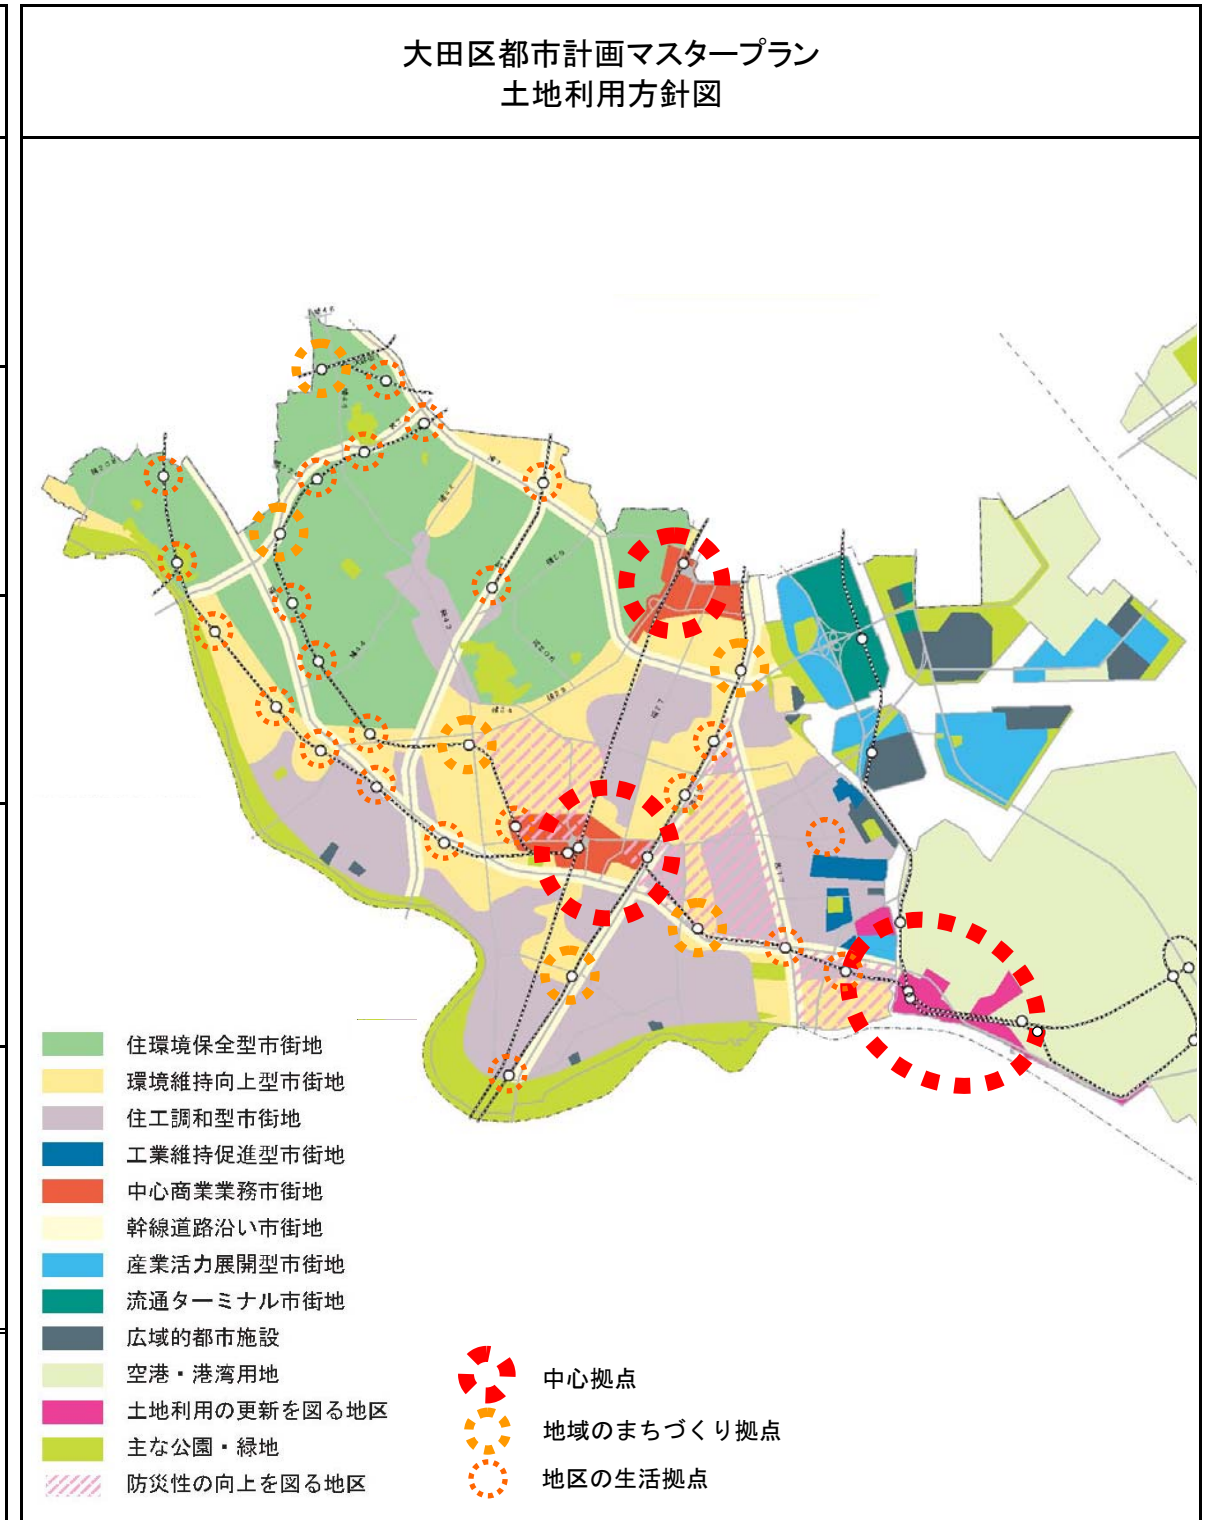 大田区都市計画マスタープラン
土地利用方針図
住環境保全型市街地
環境維持向上型市街地
住工調和型市街地
工業維持促進型市街地
中心商業業務市街地
幹線道路沿い市街地
産業活力展開型市街地
流通ターミナル市街地
広域的都市施設
空港・港湾用地
土地利用の更新を図る地区
主な公園・緑地
防災性の向上を図る地区
中心拠点
地域のまちづくり拠点
地区の生活拠点